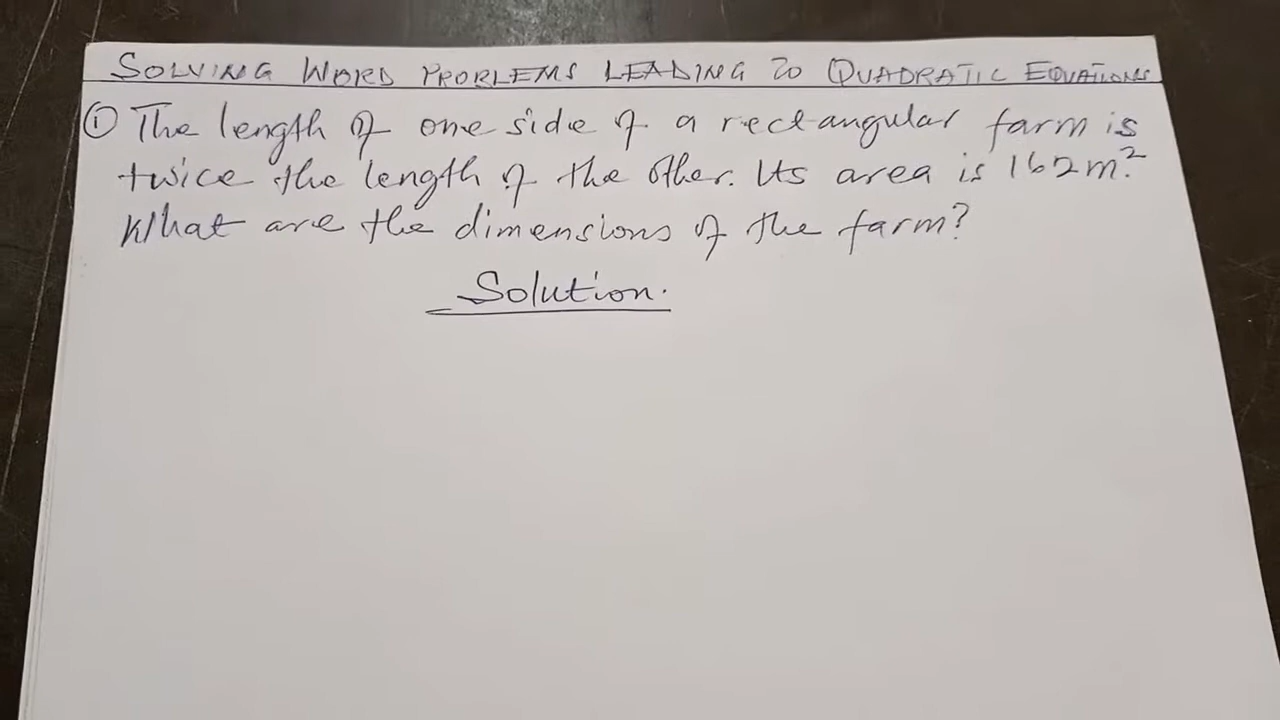 SOLVING WORD PROBLEMS LEADING TO QUADRATIC EQUATIONS
① The length of one side of a rectangular farm is
twice the length of the other. Its area is 162m².
What are the dimensions of the farm?
Solution.